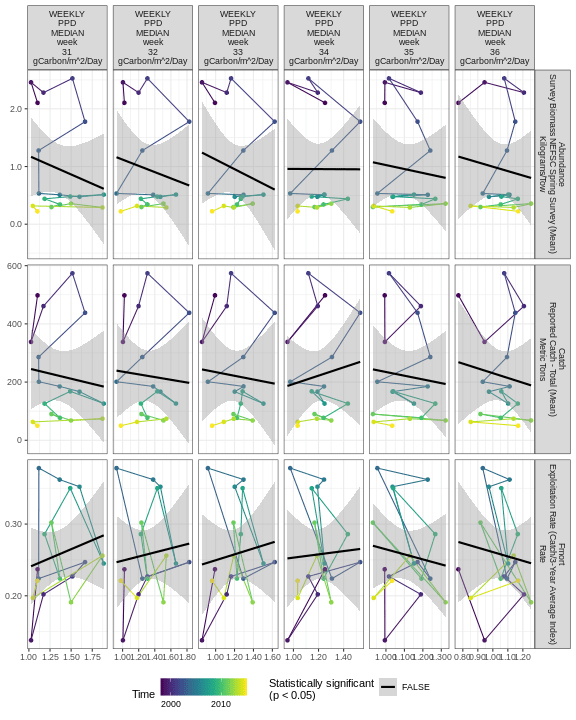 WEEKLY
PPD
MEDIAN
week
31
gCarbon/m^2/Day
WEEKLY
PPD
MEDIAN
week
32
gCarbon/m^2/Day
WEEKLY
PPD
MEDIAN
week
33
gCarbon/m^2/Day
WEEKLY
PPD
MEDIAN
week
34
gCarbon/m^2/Day
WEEKLY
PPD
MEDIAN
week
35
gCarbon/m^2/Day
WEEKLY
PPD
MEDIAN
week
36
gCarbon/m^2/Day
2.0
1.0
0.0
Abundance
Survey Biomass NEFSC Spring Survey (Mean)
Kilograms/Tow
600
400
200
0
Catch
Reported Catch - Total (Mean)
Metric Tons
0.30
0.20
Fmort
Exploitation Rate (Catch/3-Year Average Index)
Rate
1.00 1.25 1.50 1.75
1.00 1.20 1.40 1.60 1.80
1.00 1.20 1.40 1.60
1.00 1.20 1.40
1.000 1.100 1.200 1.300
0.80 0.90 1.00 1.10 1.20
Time
2000 2010
Statistically significant
(p < 0.05)
FALSE